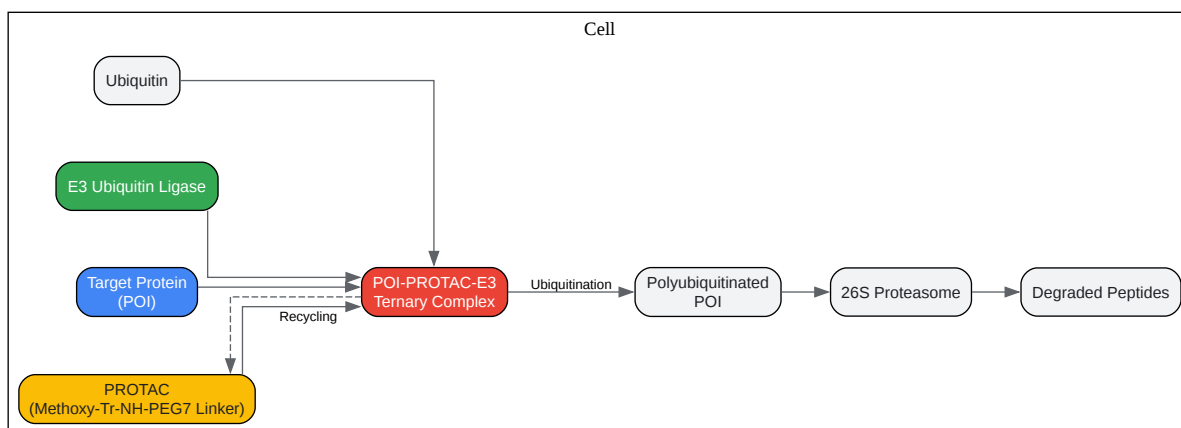 Cell
Ubiquitin
E3 Ubiquitin Ligase
Target Protein
(POI)
POI-PROTAC-E3
Ternary Complex
Ubiquitination
Polyubiquitinated
POI
26S Proteasome
Degraded Peptides
Recycling
PROTAC
(Methoxy-Tr-NH-PEG7 Linker)